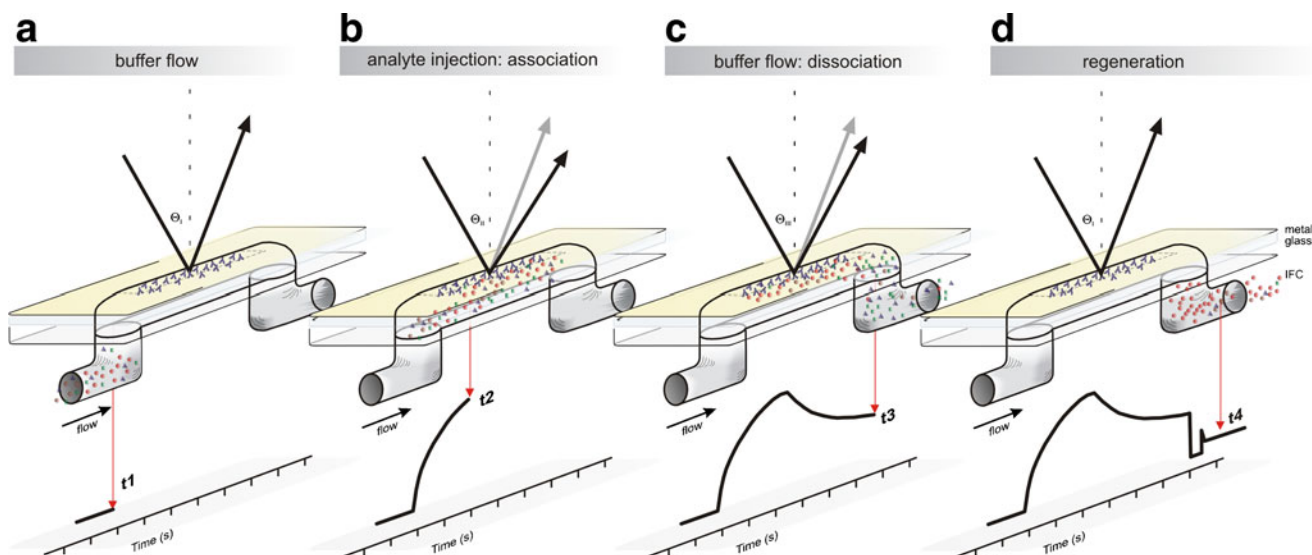 a
buffer flow
b
analyte injection: association
c
buffer flow: dissociation
d
regeneration
ΘI
ΘII
ΘIII
ΘI
metal
glass
IFC
flow
flow
flow
flow
t1
t2
t3
t4
Time (s)
Time (s)
Time (s)
Time (s)